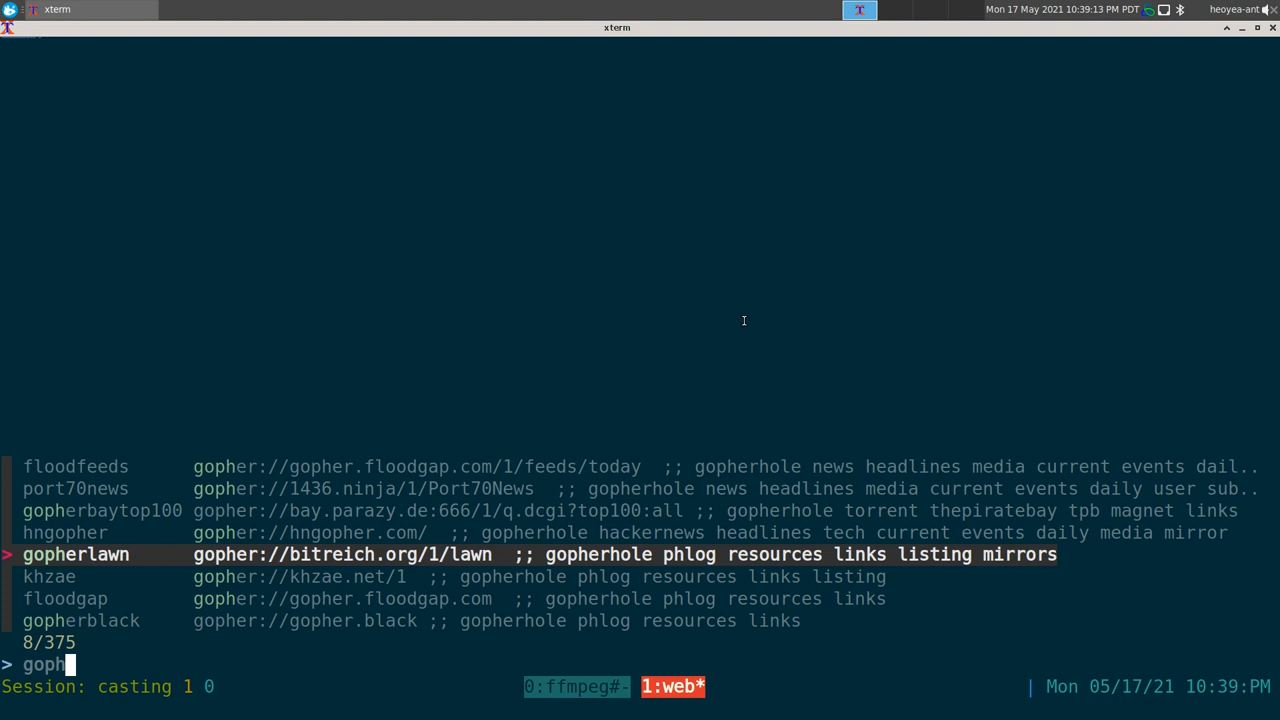 xterm
Mon 17 May 2021 10:39:13 PM PDT
heoyea-ant
xterm
floodfeeds gopher://gopher.floodgap.com/1/feeds/today ;; gopherhole news headlines media current events dail..
port70news gopher://1436.ninja/1/Port70News ;; gopherhole news headlines media current events daily user sub..
gopherbaytop100 gopher://bay.parazy.de:666/1/q.dcgi?top100:all ;; gopherhole torrent thepiratebay tpb magnet links
hngopher gopher://hngopher.com/ ;; gopherhole hackernews headlines tech current events daily media mirror
> gopherlawn gopher://bitreich.org/1/lawn ;; gopherhole phlog resources links listing mirrors
khzae gopher://khzae.net/1 ;; gopherhole phlog resources links listing
floodgap gopher://gopher.floodgap.com ;; gopherhole phlog resources links
gopherblack gopher://gopher.black ;; gopherhole phlog resources links
8/375
> goph
Session: casting 1 0 0:ffmpeg#- 1:web* | Mon 05/17/21 10:39:PM